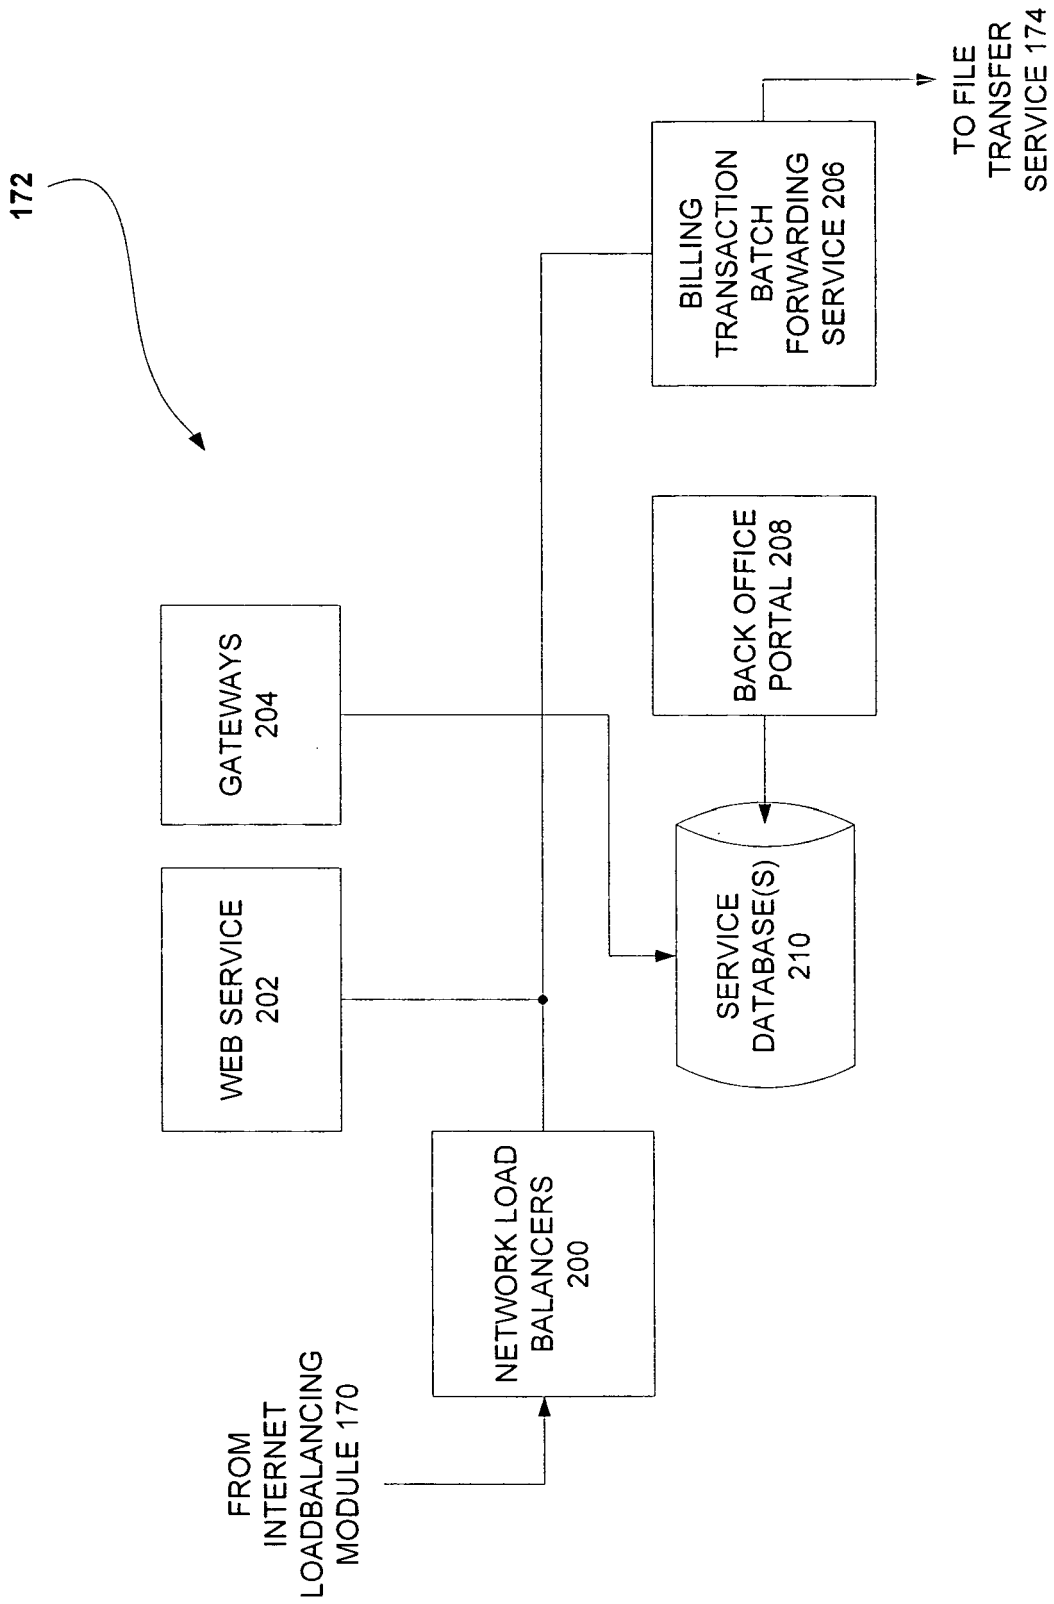 172
WEB SERVICE
202
GATEWAYS
204
FROM
INTERNET
LOADBALANCING
MODULE 170
NETWORK LOAD
BALANCERS
200
SERVICE
DATABASE(S)
210
BACK OFFICE
PORTAL 208
BILLING
TRANSACTION
BATCH
FORWARDING
SERVICE 206
TO FILE
TRANSFER
SERVICE 174